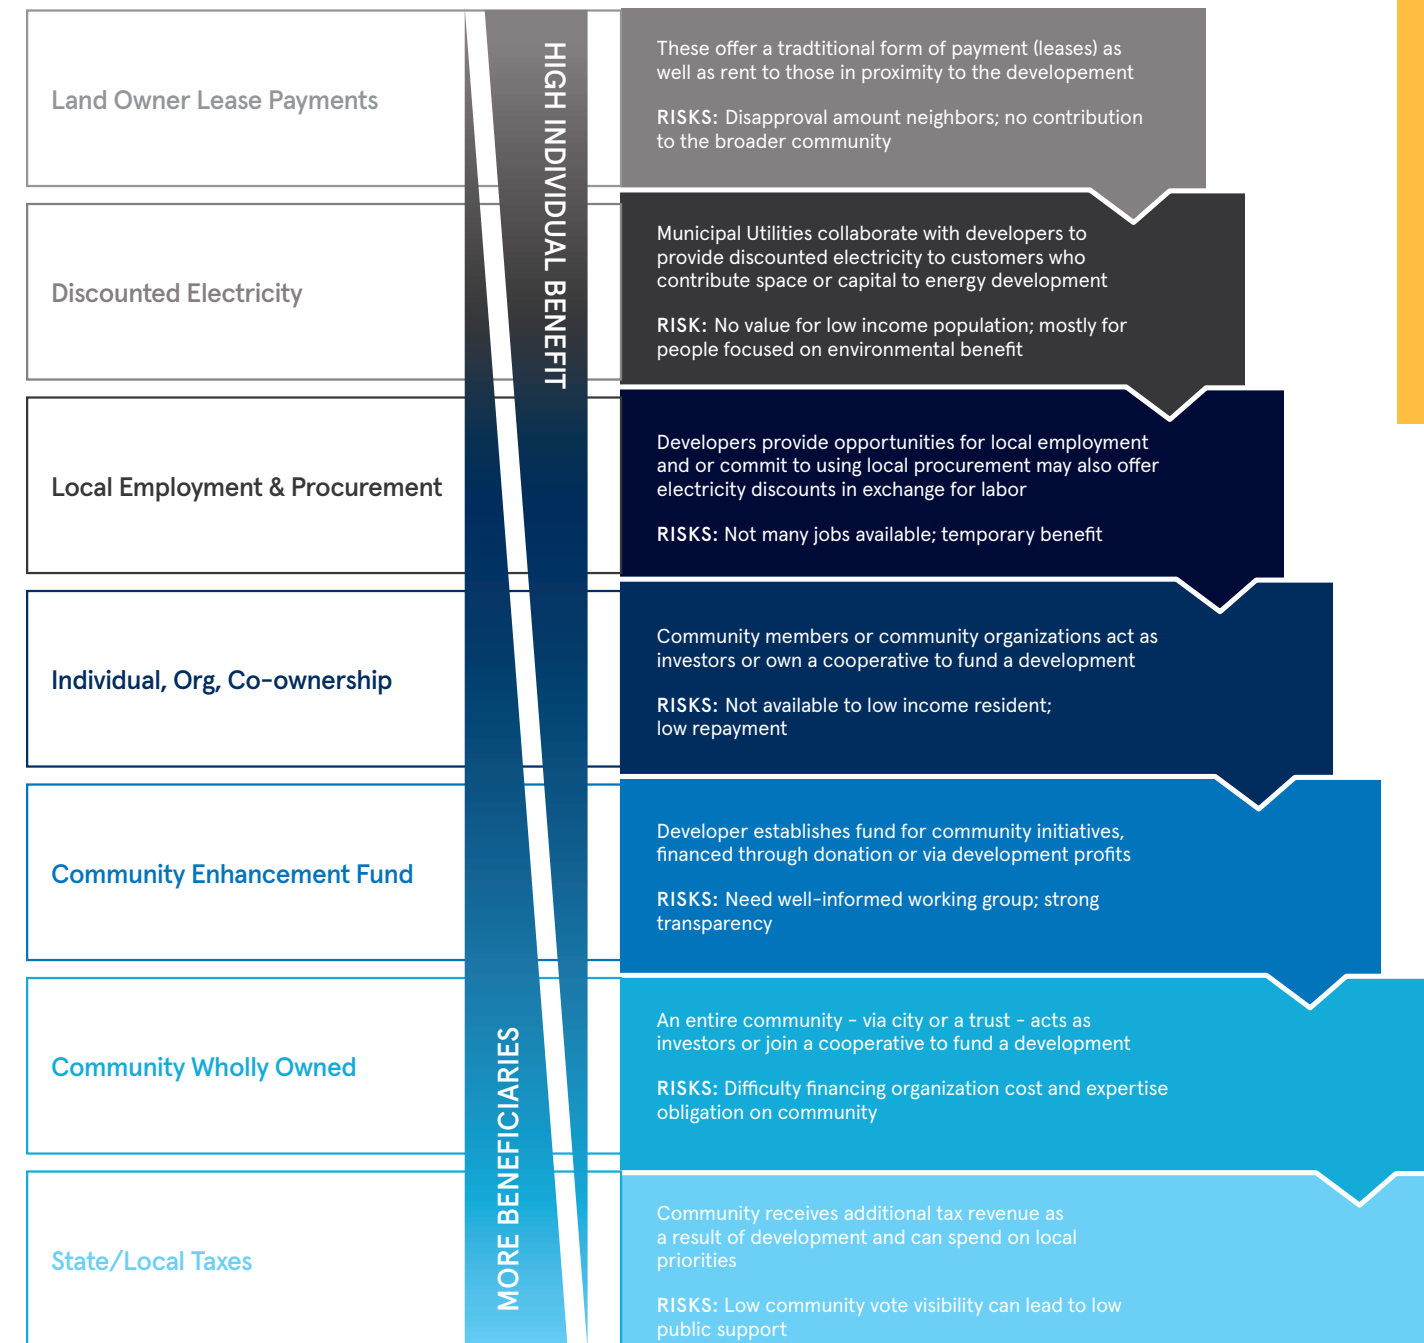 Land Owner Lease Payments
HIGH INDIVIDUAL BENEFIT
These offer a tradtitional form of payment (leases) as
well as rent to those in proximity to the developement
RISKS: Disapproval amount neighbors; no contribution
to the broader community
Discounted Electricity
Municipal Utilities collaborate with developers to
provide discounted electricity to customers who
contribute space or capital to energy development
RISK: No value for low income population; mostly for
people focused on environmental benefit
Local Employment & Procurement
Developers provide opportunities for local employment
and or commit to using local procurement may also offer
electricity discounts in exchange for labor
RISKS: Not many jobs available; temporary benefit
Individual, Org, Co-ownership
Community members or community organizations act as
investors or own a cooperative to fund a development
RISKS: Not available to low income resident;
low repayment
Community Enhancement Fund
Developer establishes fund for community initiatives,
financed through donation or via development profits
RISKS: Need well-informed working group; strong
transparency
Community Wholly Owned
MORE BENEFICIARIES
An entire community - via city or a trust - acts as
investors or join a cooperative to fund a development
RISKS: Difficulty financing organization cost and expertise
obligation on community
State/Local Taxes
Community receives additional tax revenue as
a result of development and can spend on local
priorities
RISKS: Low community vote visibility can lead to low
public support